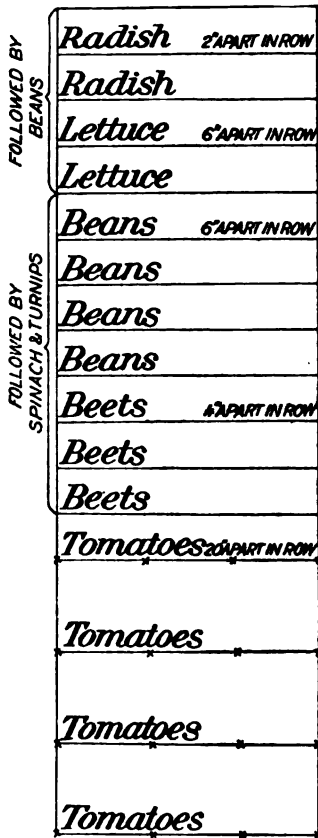 FOLLOWED BY
BEANS
Radish 2" APART IN ROW
Radish
Lettuce 6" APART IN ROW
Lettuce
FOLLOWED BY
SPINACH & TURNIPS
Beans 6" APART IN ROW
Beans
Beans
Beans
Beets 4" APART IN ROW
Beets
Beets
Tomatoes 20" APART IN ROW
Tomatoes
Tomatoes
Tomatoes